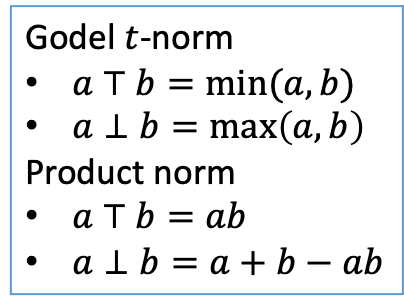 Godel t-norm
• a ⊤ b = min(a, b)
• a ⊥ b = max(a, b)
Product norm
• a ⊤ b = ab
• a ⊥ b = a + b − ab